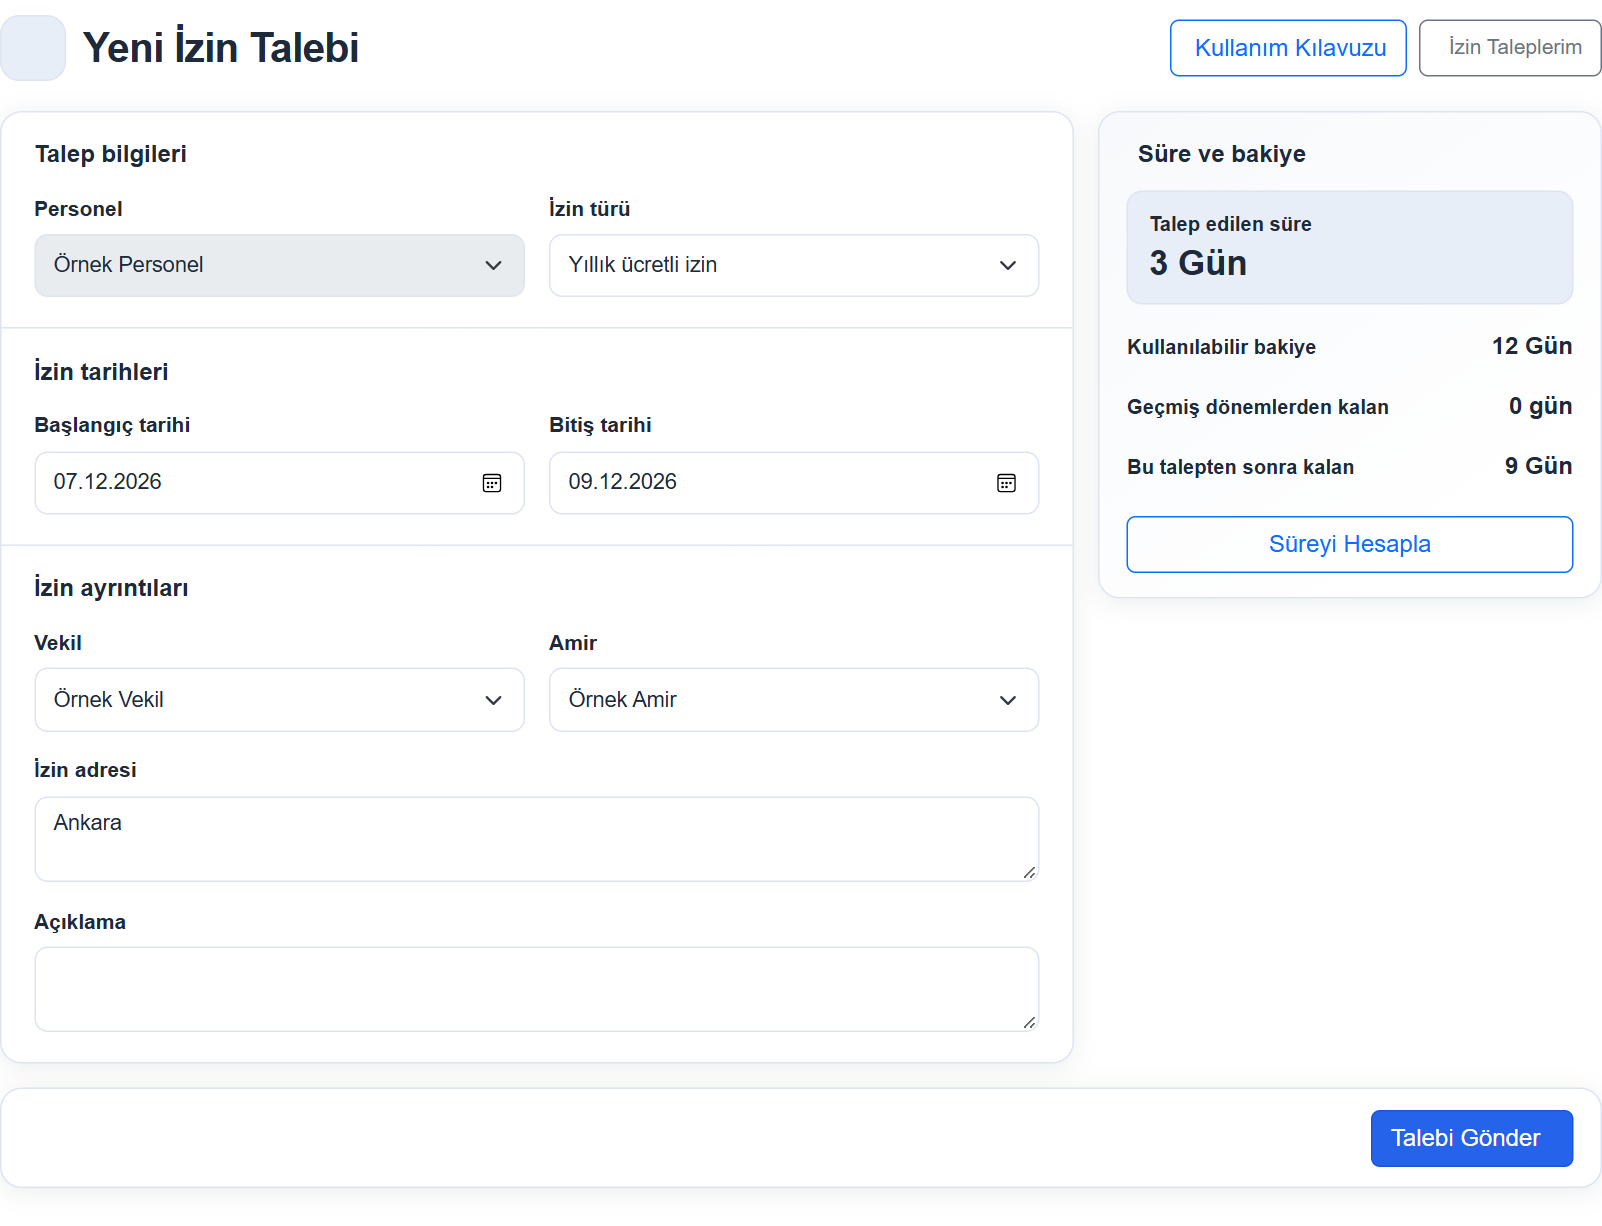 Yeni İzin Talebi
Kullanım Kılavuzu
İzin Taleplerim
Talep bilgileri
Personel
İzin türü
Örnek Personel
Yıllık ücretli izin
İzin tarihleri
Başlangıç tarihi
Bitiş tarihi
07.12.2026
09.12.2026
İzin ayrıntıları
Vekil
Amir
Örnek Vekil
Örnek Amir
İzin adresi
Ankara
Açıklama
Süre ve bakiye
Talep edilen süre
3 Gün
Kullanılabilir bakiye
12 Gün
Geçmiş dönemlerden kalan
0 gün
Bu talepten sonra kalan
9 Gün
Süreyi Hesapla
Talebi Gönder